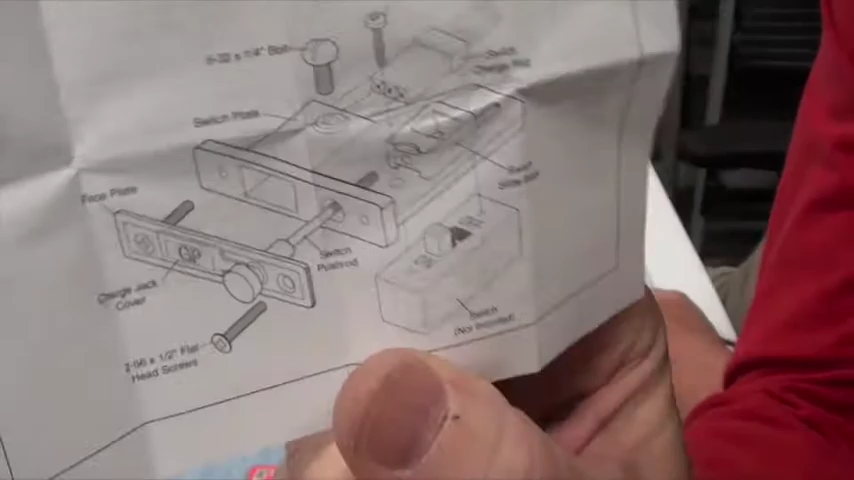 6-32 x 1/4" Bolt
Switch
Charge Rod
Switch Plate
Face Plate
Charge Jack
Cover
Switch
Pushrod
Switch
(Not Included)
2-56 x 1/2" Flat
Head Screws